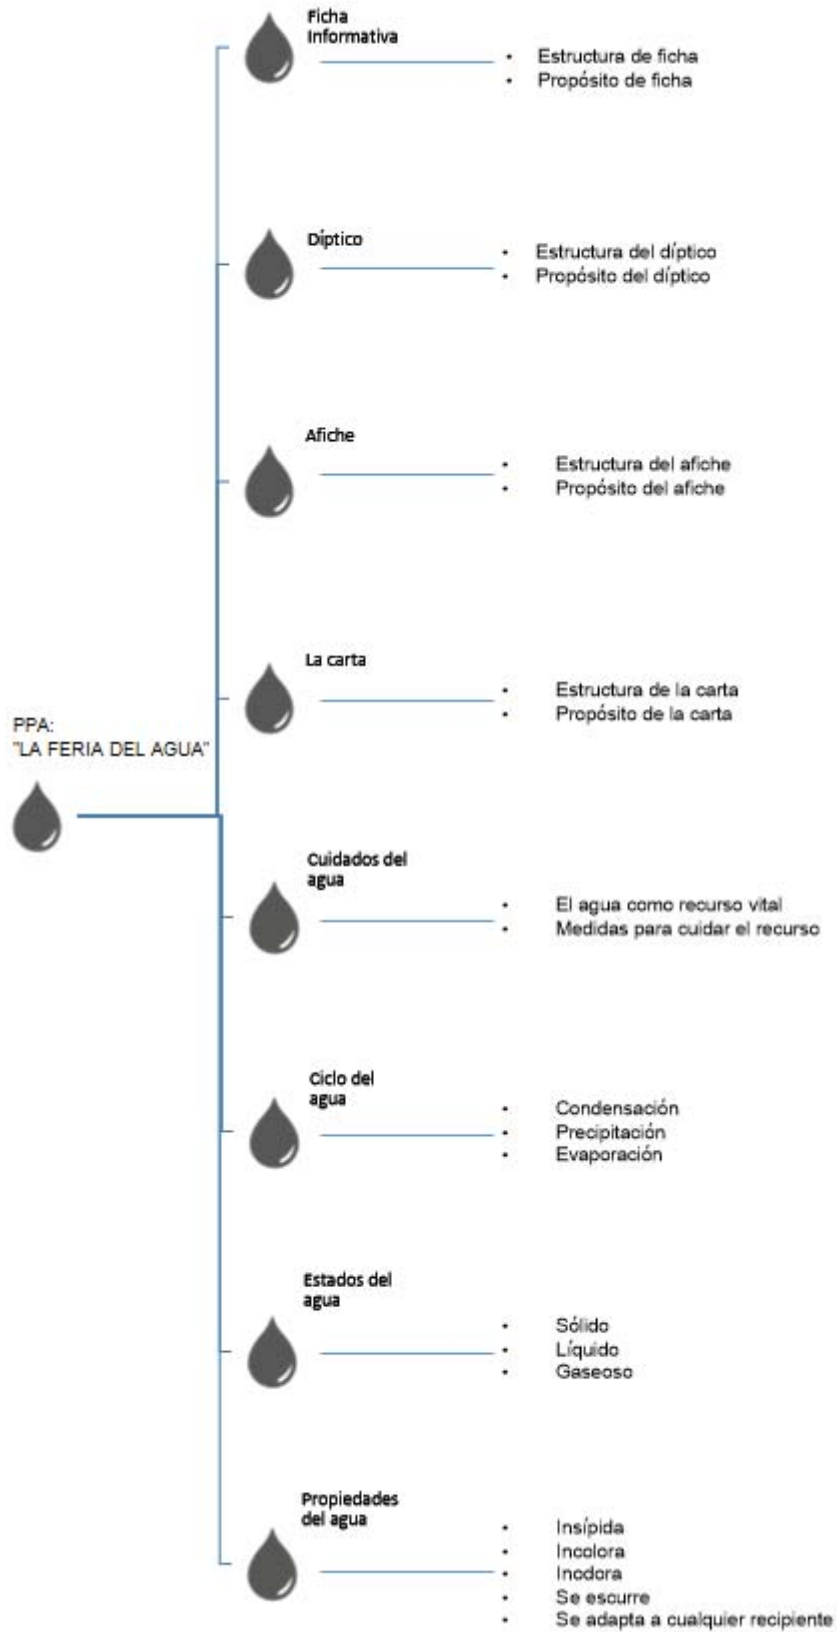 Ficha
Informativa
• Estructura de ficha
• Propósito de ficha
Díptico
• Estructura del díptico
• Propósito del díptico
Afiche
• Estructura del afiche
• Propósito del afiche
La carta
• Estructura de la carta
• Propósito de la carta
PPA:
"LA FERIA DEL AGUA"
Cuidados del
agua
• El agua como recurso vital
• Medidas para cuidar el recurso
Ciclo del
agua
• Condensación
• Precipitación
• Evaporación
Estados del
agua
• Sólido
• Líquido
• Gaseoso
Propiedades
del agua
• Insípida
• Incolora
• Inodora
• Se escurre
• Se adapta a cualquier recipiente